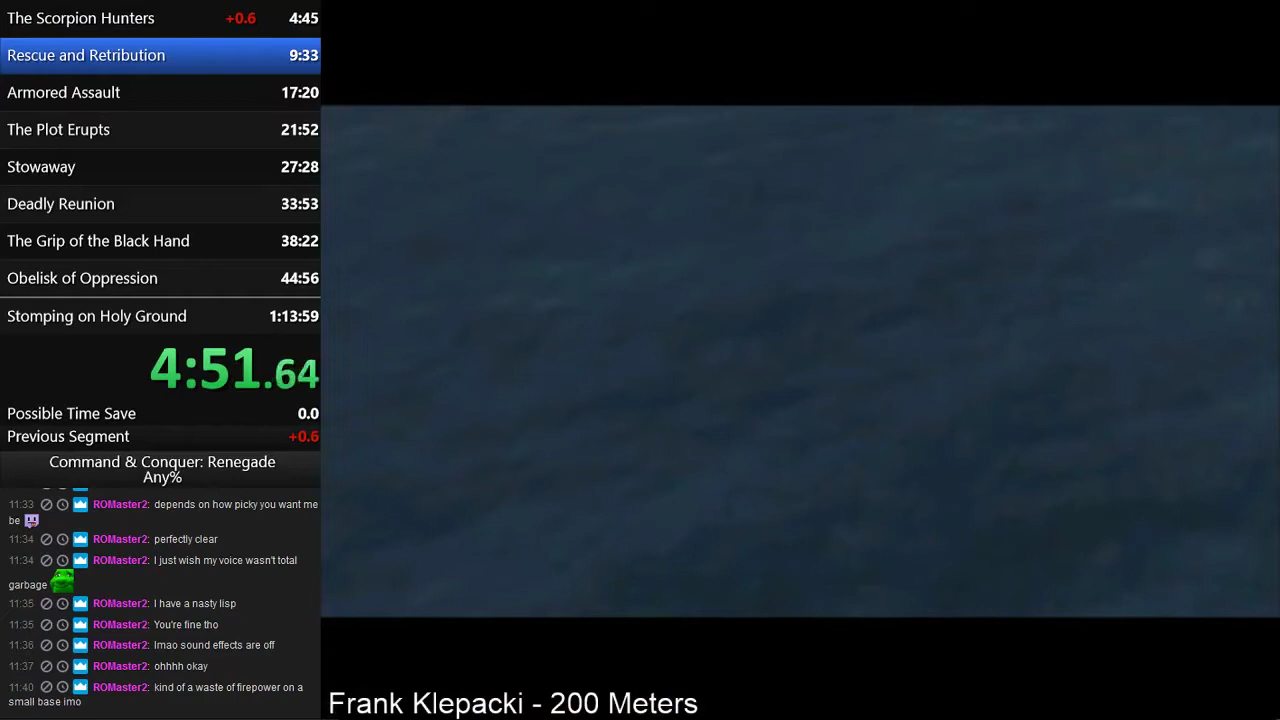 The Scorpion Hunters +0.6 4:45
Rescue and Retribution 9:33
Armored Assault 17:20
The Plot Erupts 21:52
Stowaway 27:28
Deadly Reunion 33:53
The Grip of the Black Hand 38:22
Obelisk of Oppression 44:56
Stomping on Holy Ground 1:13:59
4:51.64
Possible Time Save 0.0
Previous Segment +0.6
Command & Conquer: Renegade
Any%
11:33 ROMaster2: depends on how picky you want me
be
11:34 ROMaster2: perfectly clear
11:34 ROMaster2: I just wish my voice wasn't total
garbage
11:35 ROMaster2: I have a nasty lisp
11:35 ROMaster2: You're fine tho
11:36 ROMaster2: lmao sound effects are off
11:37 ROMaster2: ohhhh okay
11:40 ROMaster2: kind of a waste of firepower on a
small base imo
Frank Klepacki - 200 Meters